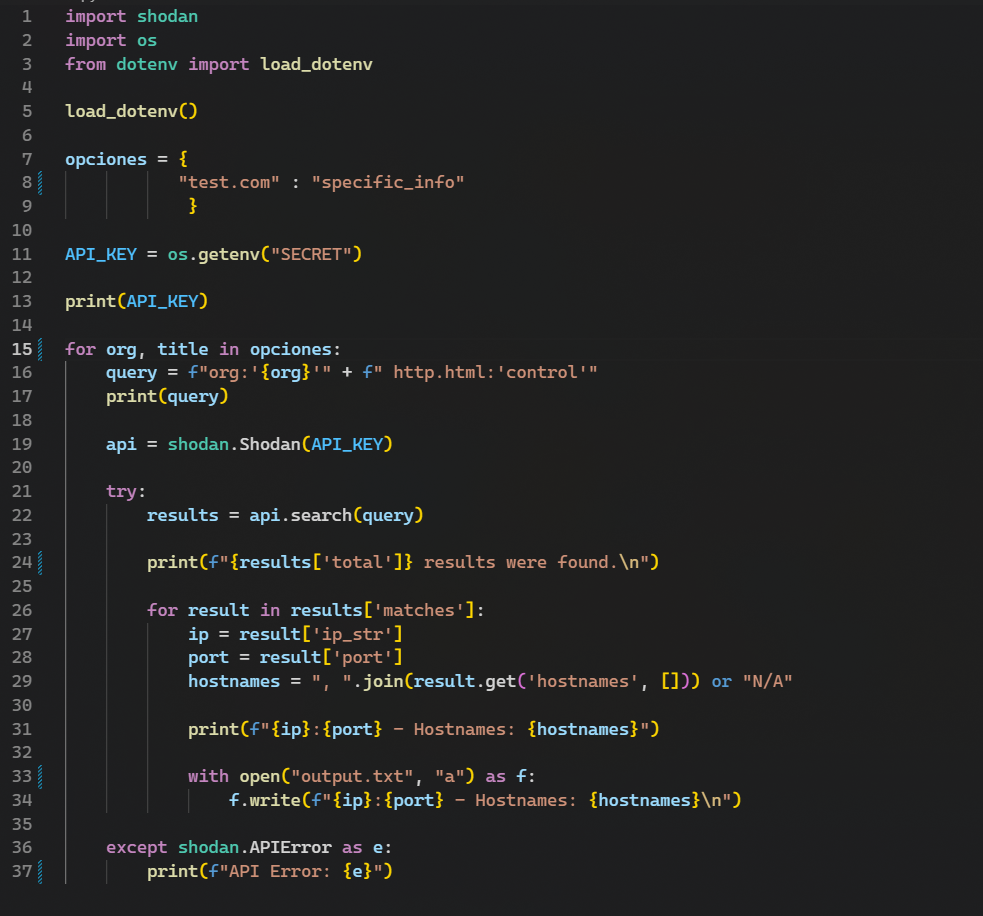 1 import shodan
2 import os
3 from dotenv import load_dotenv
4
5 load_dotenv()
6
7 opciones = {
8            "test.com" : "specific_info"
9             }
10
11 API_KEY = os.getenv("SECRET")
12
13 print(API_KEY)
14
15 for org, title in opciones:
16     query = f"org:'{org}'" + f" http.html:'control'"
17     print(query)
18
19     api = shodan.Shodan(API_KEY)
20
21     try:
22         results = api.search(query)
23
24         print(f"{results['total']} results were found.\n")
25
26         for result in results['matches']:
27             ip = result['ip_str']
28             port = result['port']
29             hostnames = ", ".join(result.get('hostnames', [])) or "N/A"
30
31             print(f"{ip}:{port} - Hostnames: {hostnames}")
32
33             with open("output.txt", "a") as f:
34                 f.write(f"{ip}:{port} - Hostnames: {hostnames}\n")
35
36     except shodan.APIError as e:
37         print(f"API Error: {e}")